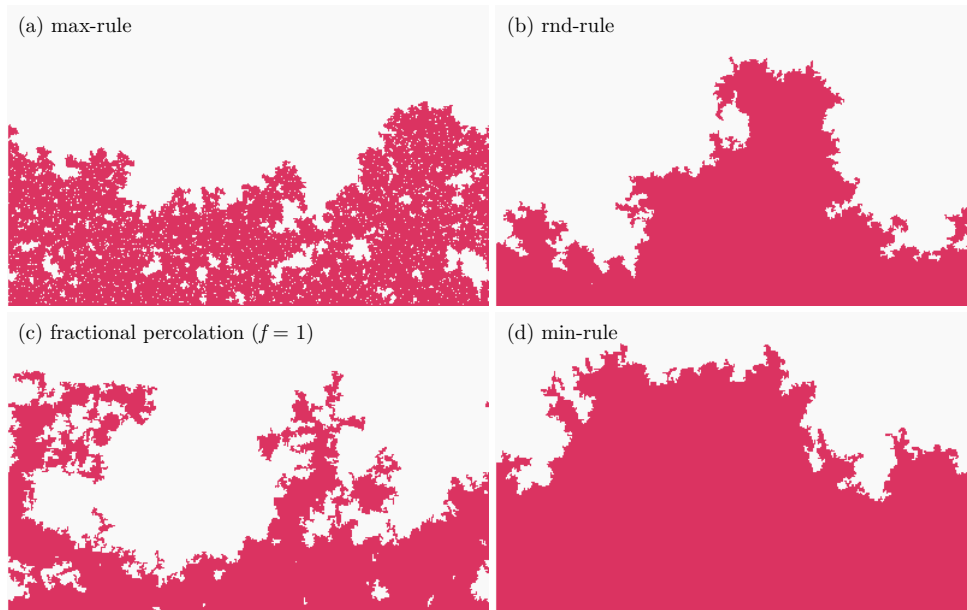 (a) max-rule
(b) rnd-rule
(c) fractional percolation (f = 1)
(d) min-rule